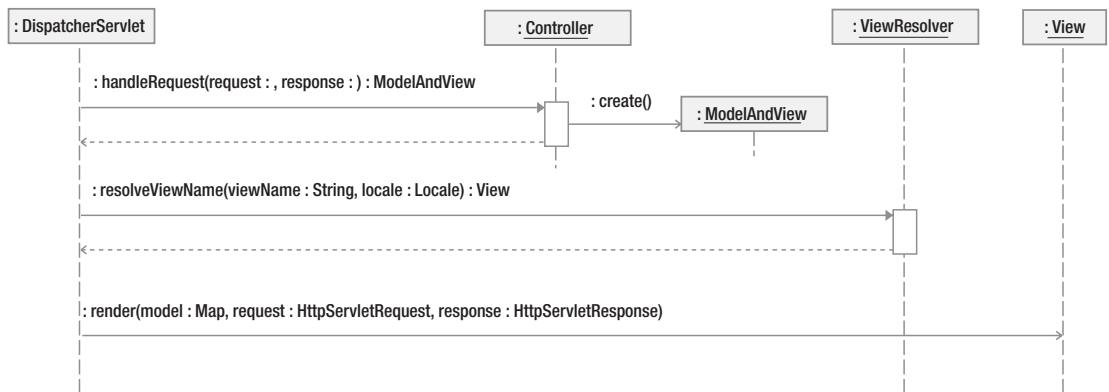 : DispatcherServlet
: Controller
: ViewResolver
: View
: handleRequest(request : , response : ) : ModelAndView
: create()
: ModelAndView
: resolveViewName(viewName : String, locale : Locale) : View
: render(model : Map, request : HttpServletRequest, response : HttpServletResponse)